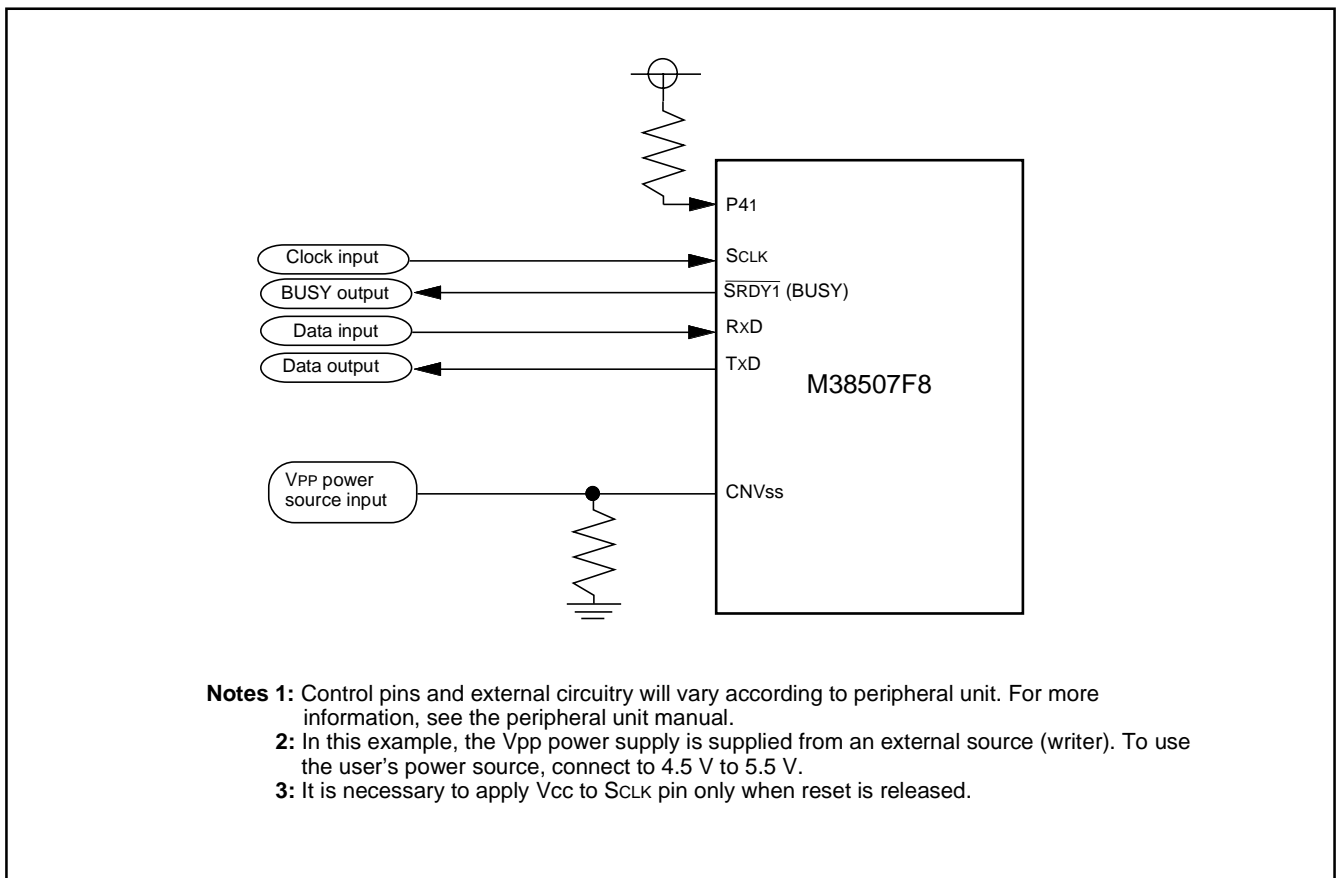 P41
Clock input
SCLK
BUSY output
SRDY1 (BUSY)
Data input
RxD
Data output
TxD
M38507F8
VPP power
source input
CNVss
Notes 1: Control pins and external circuitry will vary according to peripheral unit. For more
information, see the peripheral unit manual.
2: In this example, the Vpp power supply is supplied from an external source (writer). To use
the user's power source, connect to 4.5 V to 5.5 V.
3: It is necessary to apply Vcc to SCLK pin only when reset is released.